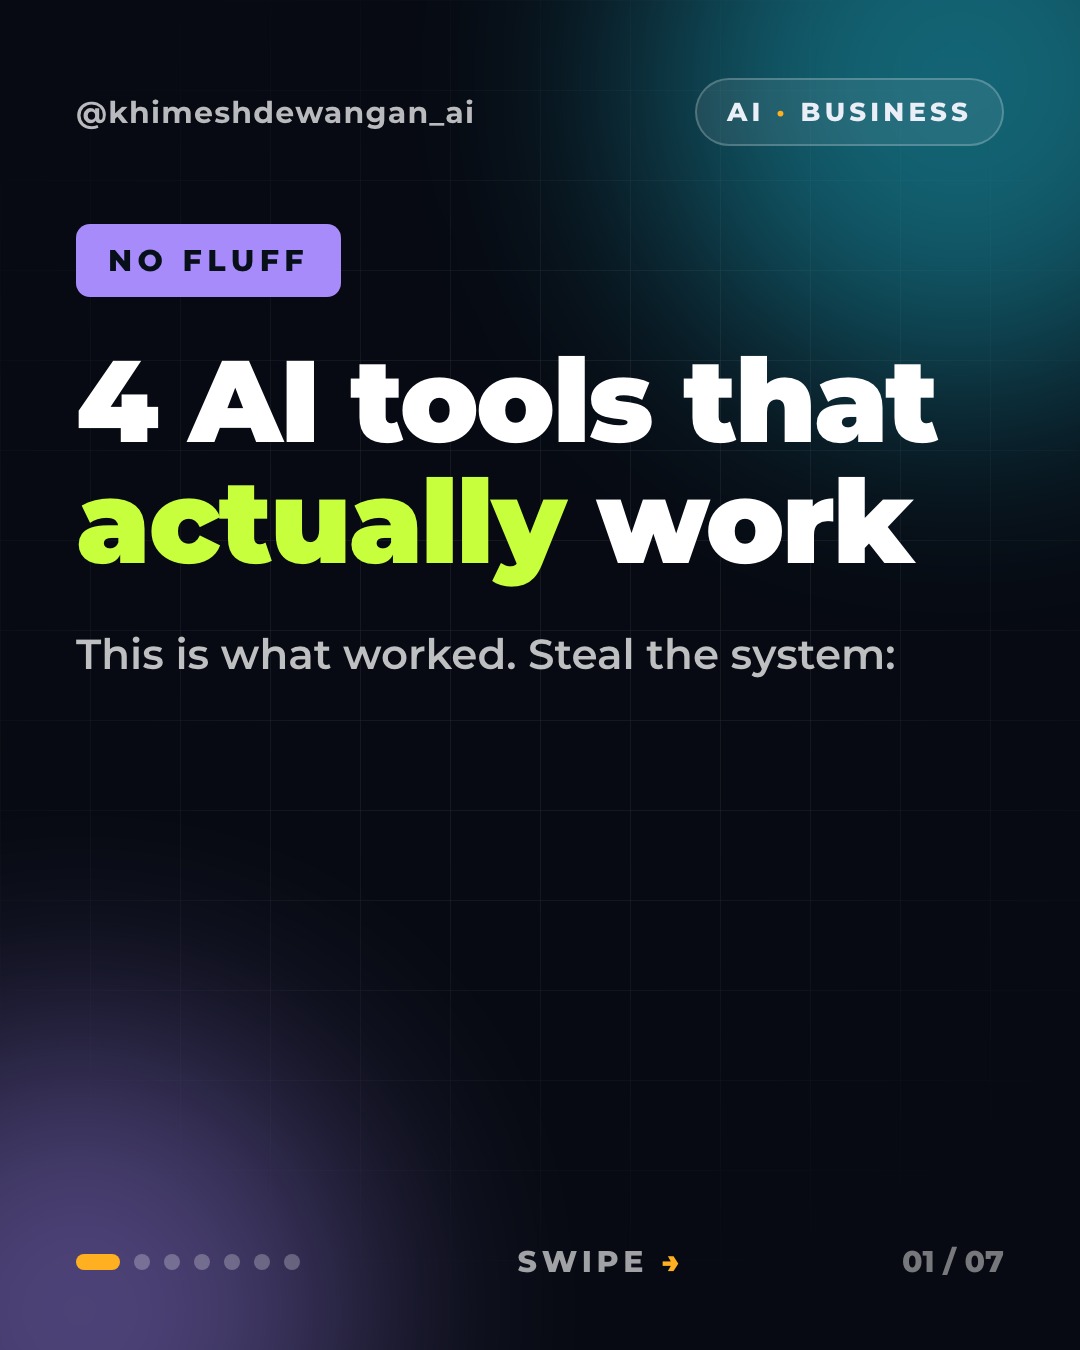 @khimeshdewangan_ai
AI · BUSINESS
NO FLUFF
4 AI tools that
actually work
This is what worked. Steal the system:
SWIPE →
01 / 07